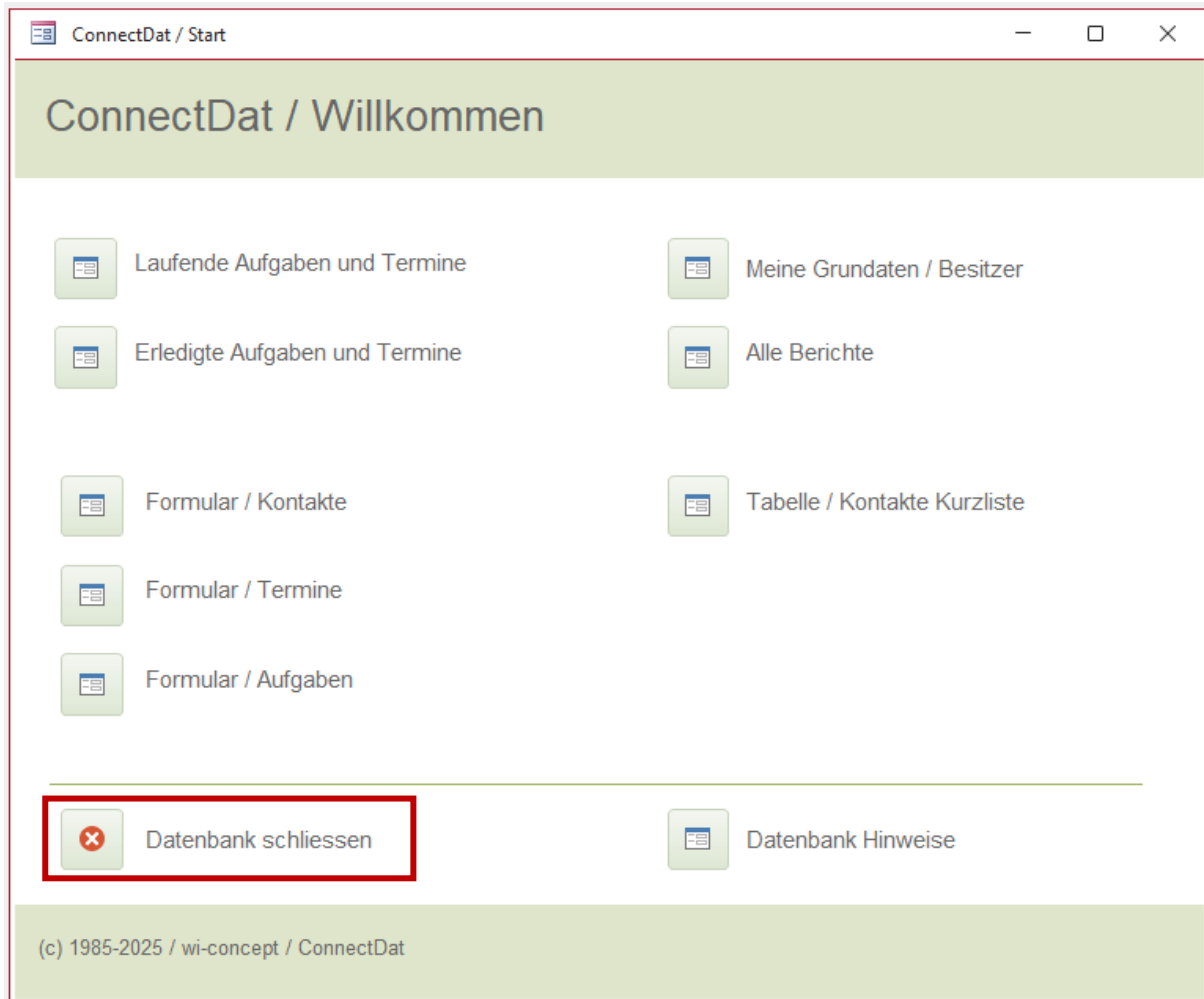 ConnectDat / Start
ConnectDat / Willkommen
Laufende Aufgaben und Termine
Meine Grundaten / Besitzer
Erledigte Aufgaben und Termine
Alle Berichte
Formular / Kontakte
Tabelle / Kontakte Kurzliste
Formular / Termine
Formular / Aufgaben
Datenbank schliessen
Datenbank Hinweise
(c) 1985-2025 / wi-concept / ConnectDat